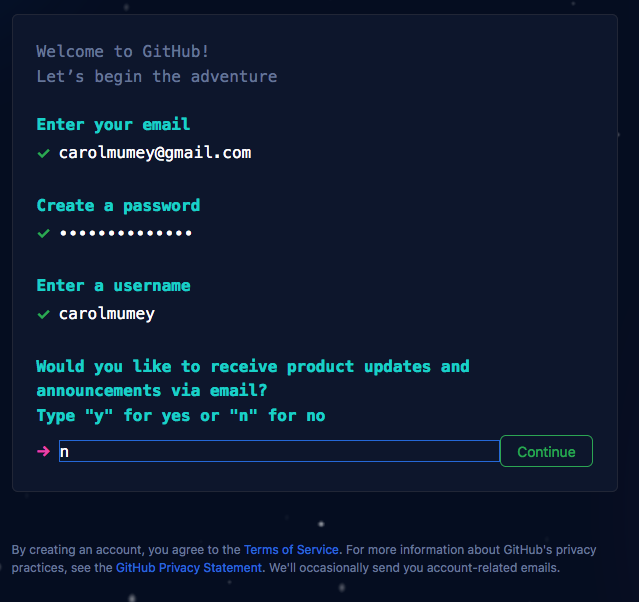 Welcome to GitHub!
Let’s begin the adventure
Enter your email
✓ carolmumey@gmail.com
Create a password
✓ ••••••••••••••
Enter a username
✓ carolmumey
Would you like to receive product updates and
announcements via email?
Type "y" for yes or "n" for no
→ n Continue
By creating an account, you agree to the Terms of Service. For more information about GitHub's privacy
practices, see the GitHub Privacy Statement. We'll occasionally send you account-related emails.